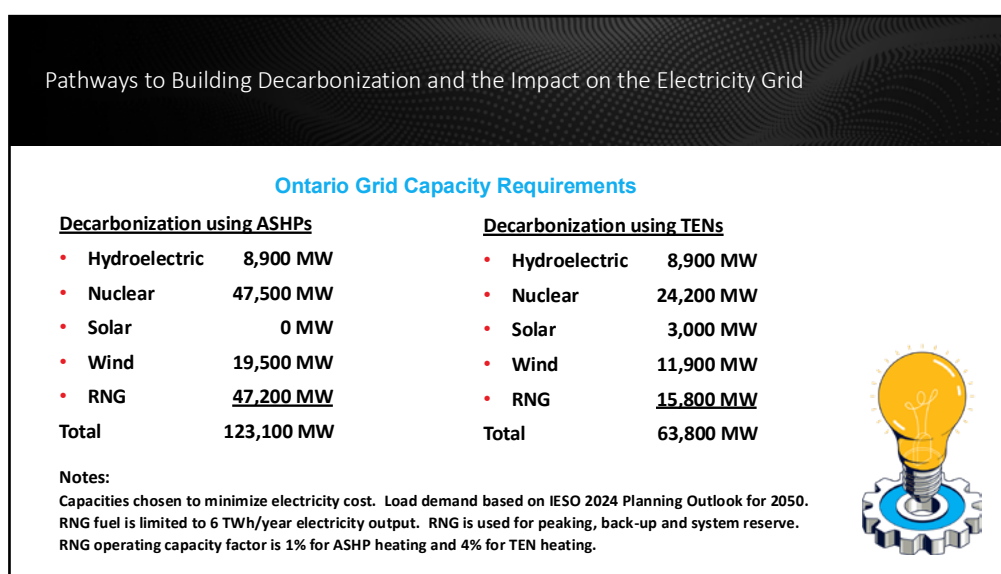 Pathways to Building Decarbonization and the Impact on the Electricity Grid
Ontario Grid Capacity Requirements
Decarbonization using ASHPs
• Hydroelectric 8,900 MW
• Nuclear 47,500 MW
• Solar 0 MW
• Wind 19,500 MW
• RNG 47,200 MW
Total 123,100 MW
Decarbonization using TENs
• Hydroelectric 8,900 MW
• Nuclear 24,200 MW
• Solar 3,000 MW
• Wind 11,900 MW
• RNG 15,800 MW
Total 63,800 MW
Notes:
Capacities chosen to minimize electricity cost. Load demand based on IESO 2024 Planning Outlook for 2050.
RNG fuel is limited to 6 TWh/year electricity output. RNG is used for peaking, back-up and system reserve.
RNG operating capacity factor is 1% for ASHP heating and 4% for TEN heating.